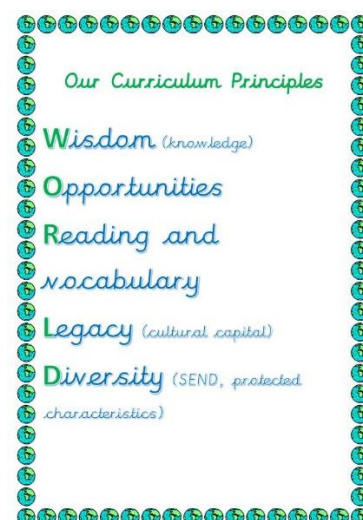 Our Curriculum Principles
Wisdom (knowledge)
Opportunities
Reading and
vocabulary
Legacy (cultural capital)
Diversity (SEND, protected
characteristics)